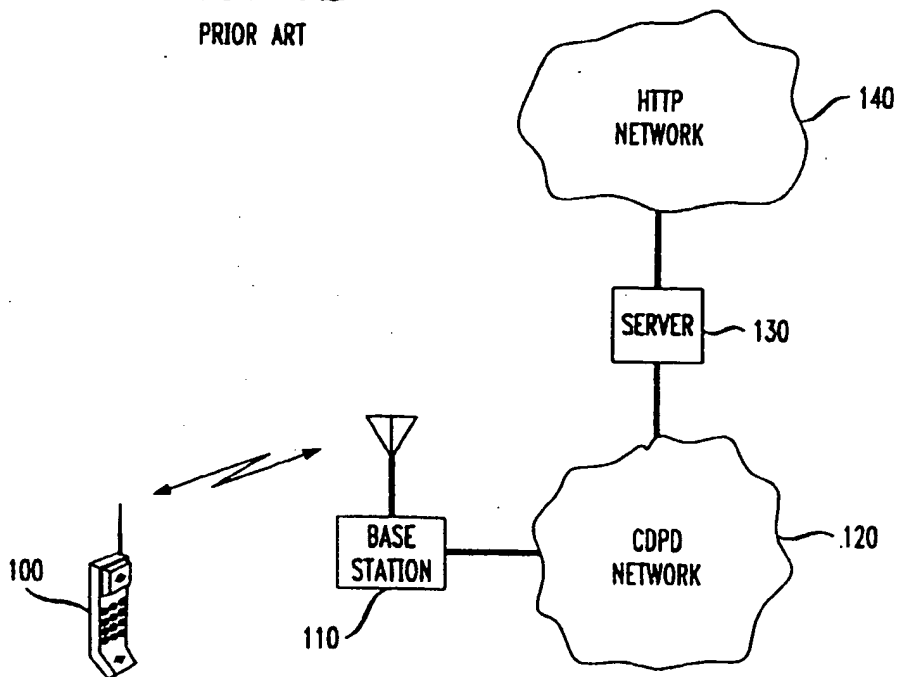 PRIOR ART
HTTP
NETWORK
140
SERVER
130
BASE
STATION
110
CDPD
NETWORK
120
100